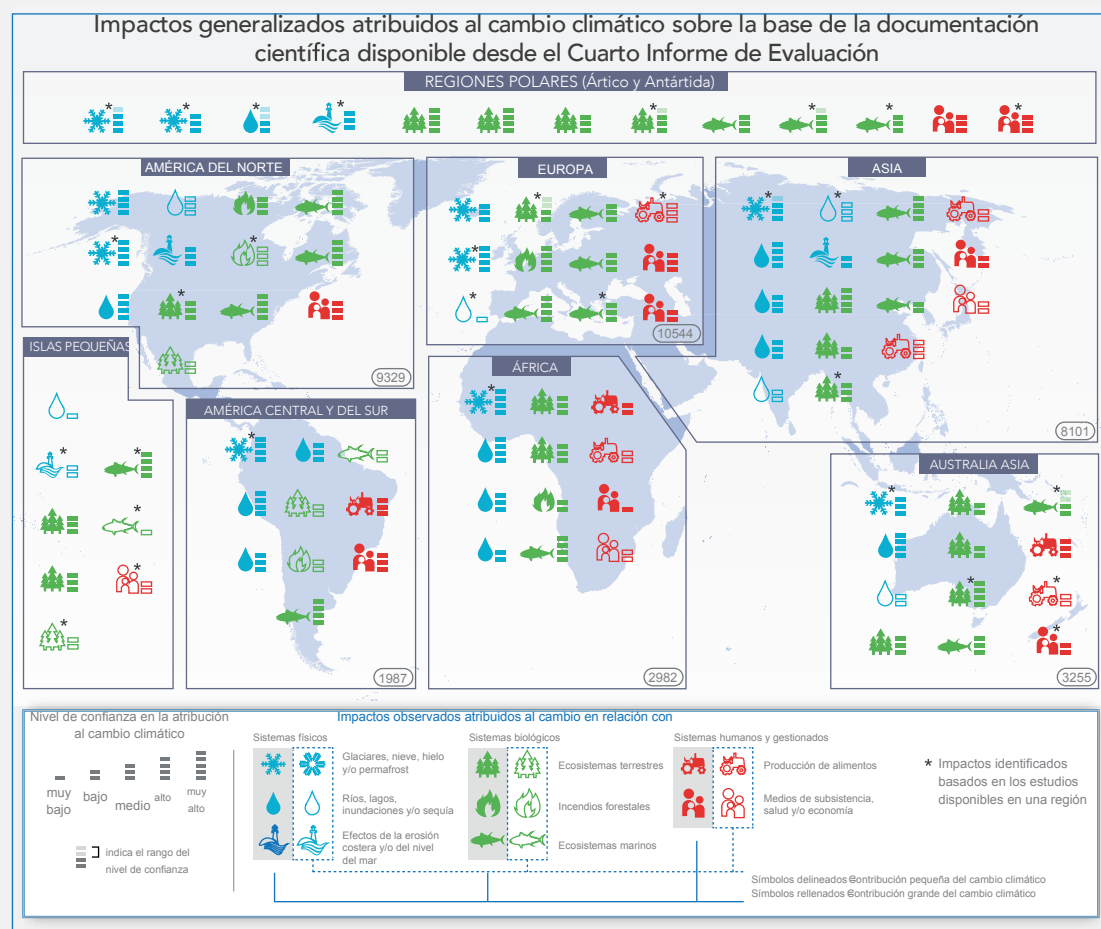 Impactos generalizados atribuidos al cambio climático sobre la base de la documentación
científica disponible desde el Cuarto Informe de Evaluación
REGIONES POLARES (Ártico y Antártida)
AMÉRICA DEL NORTE
EUROPA
ASIA
10544
ISLAS PEQUEÑAS
ÁFRICA
9329
AMÉRICA CENTRAL Y DEL SUR
8101
AUSTRALIA ASIA
1987
2982
3255
Nivel de confianza en la atribución
al cambio climático
muy
bajo
bajo
medio
alto
muy
alto
indica el rango del
nivel de confianza
Impactos observados atribuidos al cambio en relación con
Sistemas físicos
Glaciares, nieve, hielo
y/o permafrost
Ríos, lagos,
inundaciones y/o sequía
Efectos de la erosión
costera y/o del nivel
del mar
Sistemas biológicos
Ecosistemas terrestres
Incendios forestales
Ecosistemas marinos
Sistemas humanos y gestionados
Producción de alimentos
Medios de subsistencia,
salud y/o economía
* Impactos identificados
basados en los estudios
disponibles en una región
Símbolos delineados contribución pequeña del cambio climático
Símbolos rellenados contribución grande del cambio climático